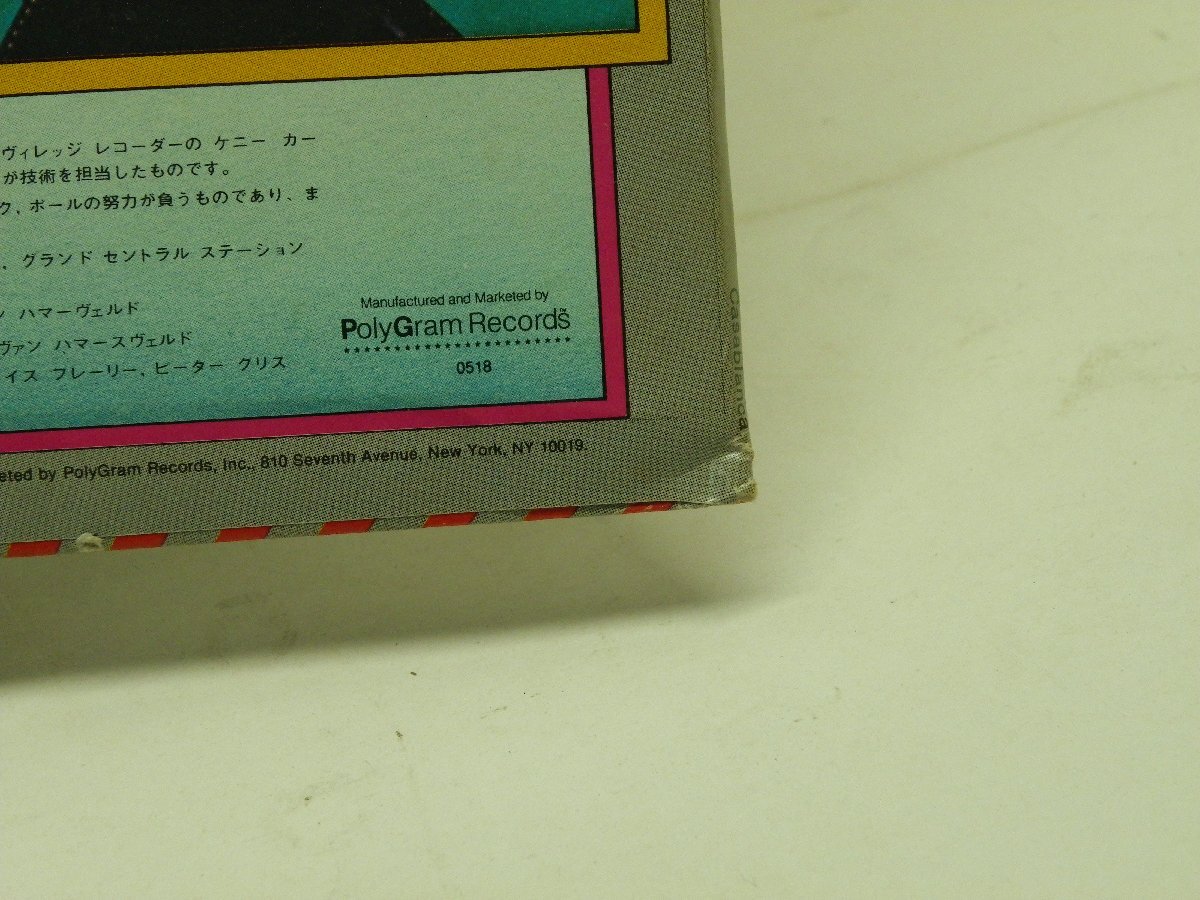 ヴィレッジ レコーダーの ケニー カー
が技術を担当したものです。
ク、ポールの努力が負うものであり、ま
、グランド セントラル ステーション
ン ハマーヴェルド
ヴァン ハマースヴェルド
イス フレーリー、ピーター クリス
Manufactured and Marketed by
PolyGram Records
0518
eted by PolyGram Records, Inc., 810 Seventh Avenue, New York, NY 10019.
Casablanca